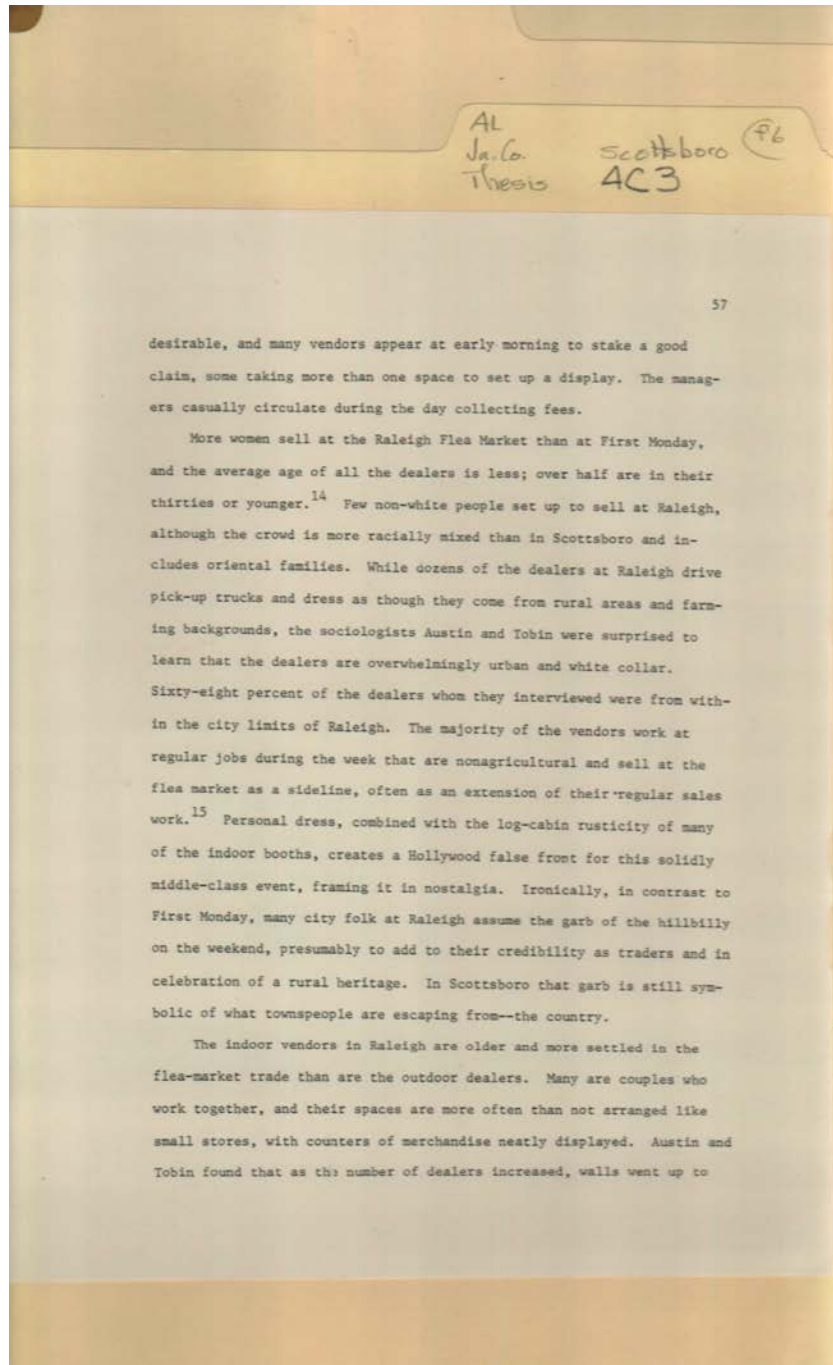 AL
Ja. Co. Scottsboro P6
Thesis 4C3
57
desirable, and many vendors appear at early morning to stake a good
claim, some taking more than one space to set up a display. The manag-
ers casually circulate during the day collecting fees.
More women sell at the Raleigh Flea Market than at First Monday,
and the average age of all the dealers is less; over half are in their
thirties or younger.14 Few non-white people set up to sell at Raleigh,
although the crowd is more racially mixed than in Scottsboro and in-
cludes oriental families. While dozens of the dealers at Raleigh drive
pick-up trucks and dress as though they come from rural areas and farm-
ing backgrounds, the sociologists Austin and Tobin were surprised to
learn that the dealers are overwhelmingly urban and white collar.
Sixty-eight percent of the dealers whom they interviewed were from with-
in the city limits of Raleigh. The majority of the vendors work at
regular jobs during the week that are nonagricultural and sell at the
flea market as a sideline, often as an extension of their regular sales
work.15 Personal dress, combined with the log-cabin rusticity of many
of the indoor booths, creates a Hollywood false front for this solidly
middle-class event, framing it in nostalgia. Ironically, in contrast to
First Monday, many city folk at Raleigh assume the garb of the hillbilly
on the weekend, presumably to add to their credibility as traders and in
celebration of a rural heritage. In Scottsboro that garb is still sym-
bolic of what townspeople are escaping from--the country.
The indoor vendors in Raleigh are older and more settled in the
flea-market trade than are the outdoor dealers. Many are couples who
work together, and their spaces are more often than not arranged like
small stores, with counters of merchandise neatly displayed. Austin and
Tobin found that as the number of dealers increased, walls went up to